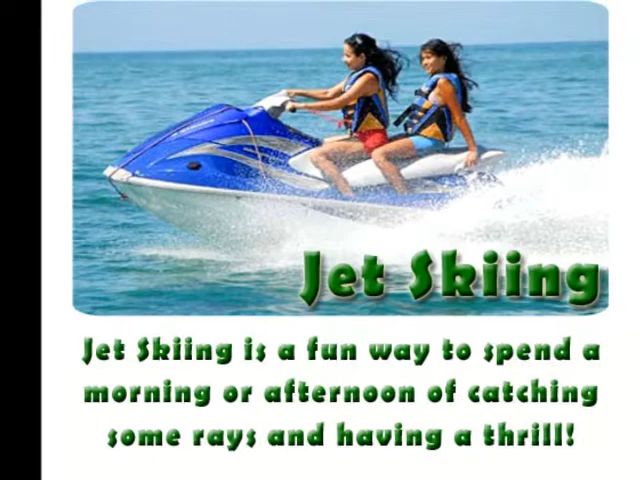 Jet Skiing
Jet Skiing is a fun way to spend a
morning or afternoon of catching
some rays and having a thrill!